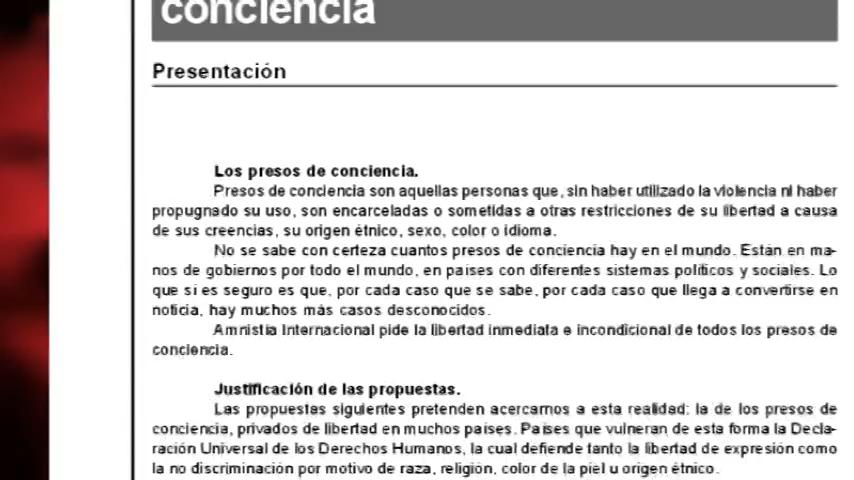 conciencia
Presentación
Los presos de conciencia.
Presos de conciencia son aquellas personas que, sin haber utilizado la violencia ni haber
propugnado su uso, son encarceladas o sometidas a otras restricciones de su libertad a causa
de sus creencias, su origen étnico, sexo, color o idioma.
No se sabe con certeza cuantos presos de conciencia hay en el mundo. Están en ma-
nos de gobiernos por todo el mundo, en países con diferentes sistemas políticos y sociales. Lo
que si es seguro es que, por cada caso que se sabe, por cada caso que llega a convertirse en
noticia, hay muchos más casos desconocidos.
Amnistía Internacional pide la libertad inmediata e incondicional de todos los presos de
conciencia.
Justificación de las propuestas.
Las propuestas siguientes pretenden acercarnos a esta realidad: la de los presos de
conciencia, privados de libertad en muchos países. Países que vulneran de esta forma la Decla-
ración Universal de los Derechos Humanos, la cual defiende tanto la libertad de expresión como
la no discriminación por motivo de raza, religión, color de la piel u origen étnico.